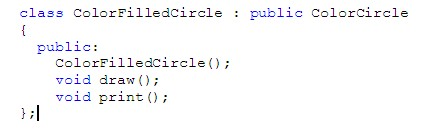 class ColorFilledCircle : public ColorCircle
{
  public:
    ColorFilledCircle();
    void draw();
    void print();
};